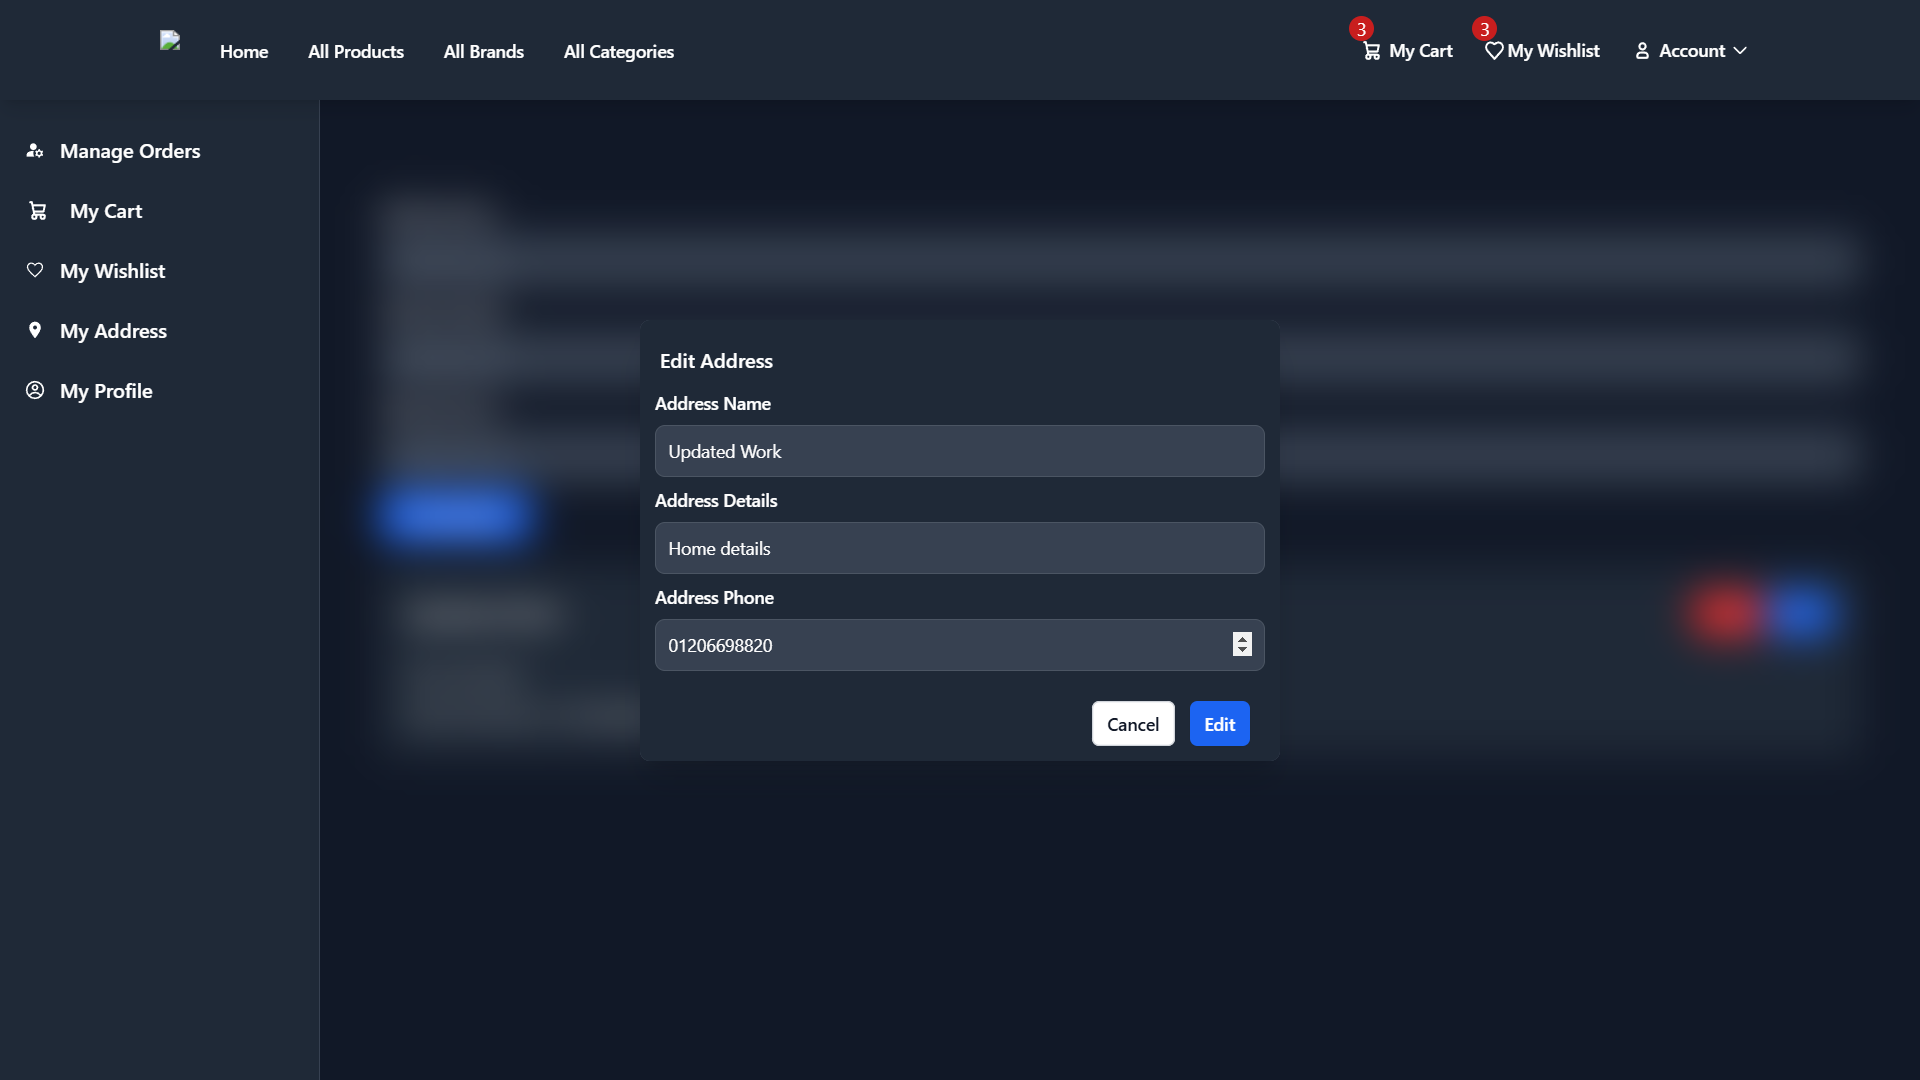 Home
All Products
All Brands
All Categories
3
My Cart
3
My Wishlist
Account
Manage Orders
My Cart
My Wishlist
My Address
My Profile
Edit Address
Address Name
Updated Work
Address Details
Home details
Address Phone
01206698820
Cancel
Edit